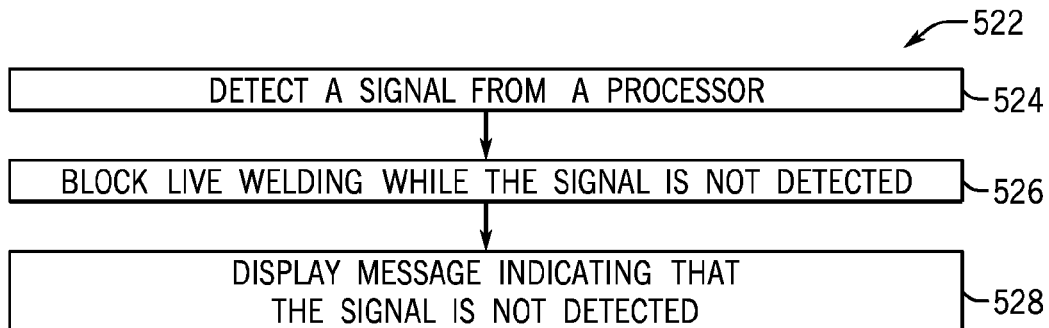 522
DETECT A SIGNAL FROM A PROCESSOR
524
BLOCK LIVE WELDING WHILE THE SIGNAL IS NOT DETECTED
526
DISPLAY MESSAGE INDICATING THAT
THE SIGNAL IS NOT DETECTED
528